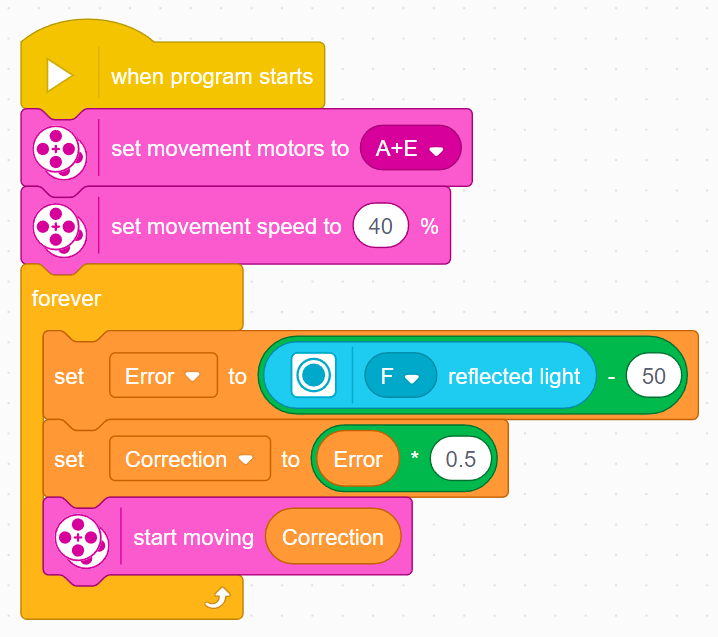 when program starts
set movement motors to A+E
set movement speed to 40 %
forever
set Error to F reflected light - 50
set Correction to Error * 0.5
start moving Correction